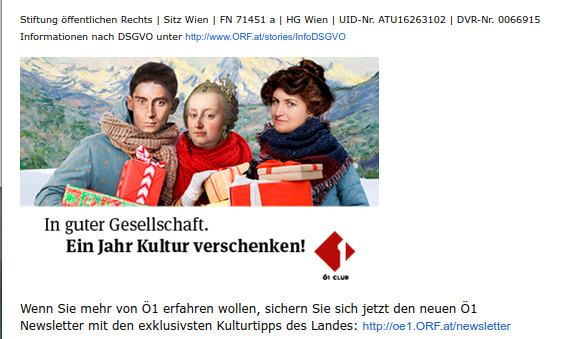 Stiftung öffentlichen Rechts | Sitz Wien | FN 71451 a | HG Wien | UID-Nr. ATU16263102 | DVR-Nr. 0066915
Informationen nach DSGVO unter http://www.ORF.at/stories/InfoDSGVO
In guter Gesellschaft.
Ein Jahr Kultur verschenken!
1
Ö1 CLUB
Wenn Sie mehr von Ö1 erfahren wollen, sichern Sie sich jetzt den neuen Ö1
Newsletter mit den exklusivsten Kulturtipps des Landes: http://oe1.ORF.at/newsletter